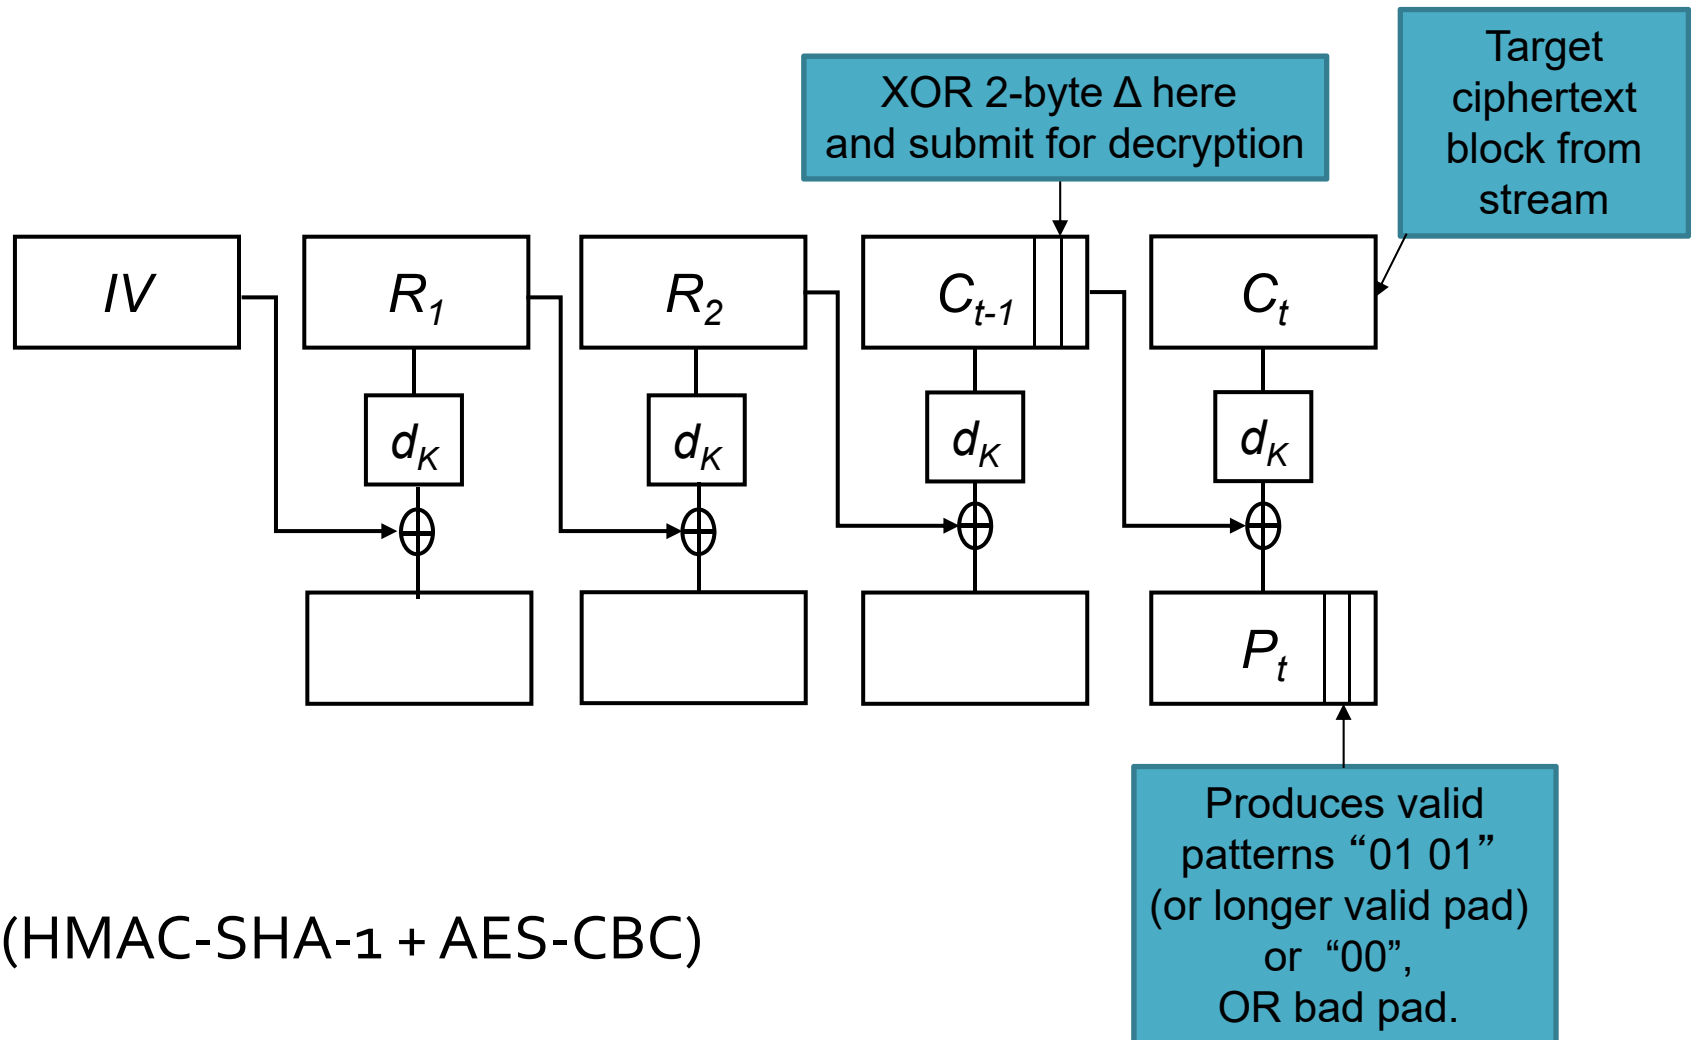 XOR 2-byte Δ here
and submit for decryption
Target
ciphertext
block from
stream
IV
R1
R2
Ct-1
Ct
dK
dK
dK
dK
Pt
Produces valid
patterns “01 01”
(or longer valid pad)
or “00”,
OR bad pad.
(HMAC-SHA-1 + AES-CBC)